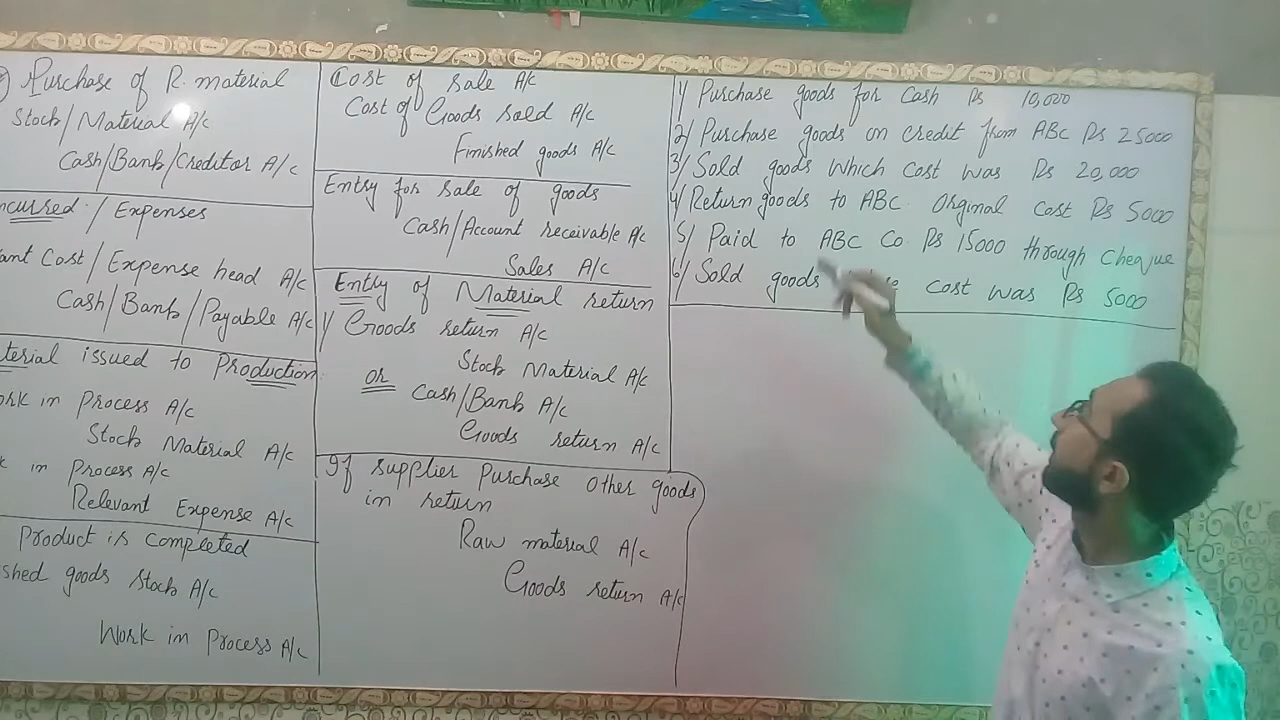 Purchase of R. material
Stock/Material A/c
Cash/Bank/Creditor A/c
ncurred / Expenses
ant Cost/Expense head A/c
Cash/Bank/Payable A/c
terial issued to Production
ork in Process A/c
Stock Material A/c
in Process A/c
Relevant Expense A/c
Product is completed
shed goods stock A/c
Work in Process A/c
Cost of sale A/c
Cost of Goods sold A/c
Finished goods A/c
Entry for sale of goods
Cash/Account receivable A/c
Sales A/c
Entry of Material return
1/ Goods return A/c
Stock Material A/c
OR
Cash/Bank A/c
Goods return A/c
If supplier purchase other goods
in return
Raw material A/c
Goods return A/c
1/ Purchase goods for cash Rs 10,000
2/ Purchase goods on credit from ABC Rs 25000
3/ Sold goods which cost was Rs 20,000
4/ Return goods to ABC. Orginal cost Rs 5000
5/ Paid to ABC Co. Rs 15000 through Cheque
6/ Sold goods cost was Rs 5000